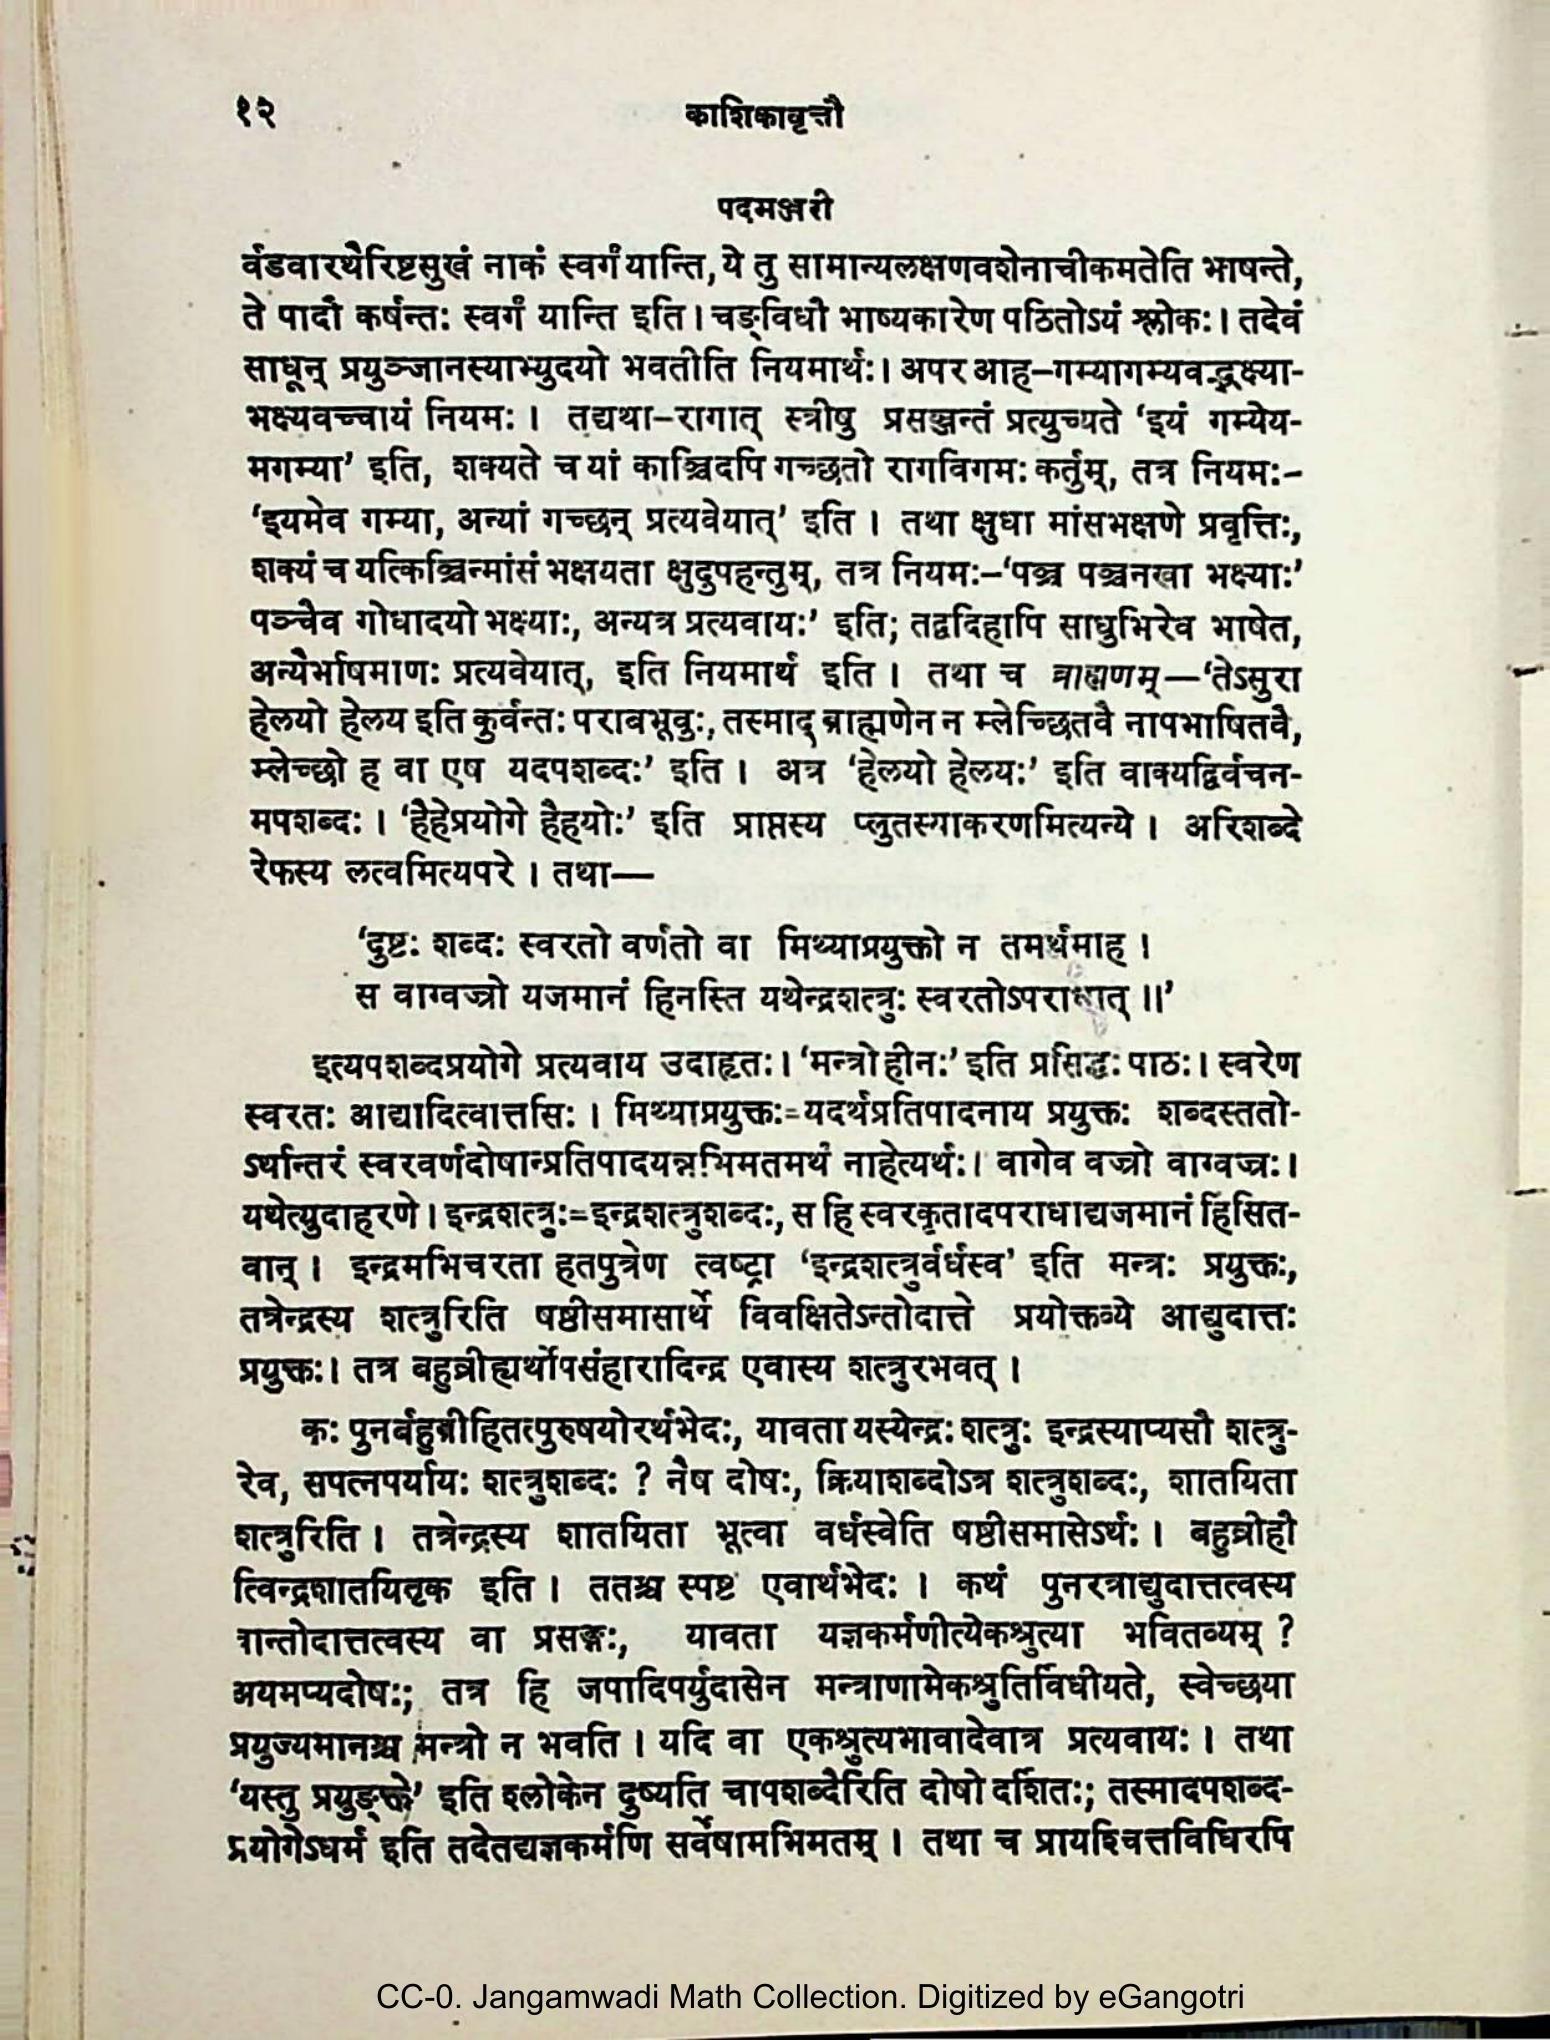 १२
काशिकावृत्तौ
पदमञ्जरी
र्वडवारथैरिष्टसुखं नाकं स्वर्गं यान्ति, ये तु सामान्यलक्षणवशेनाचीकमतेति भाषन्ते,
ते पादौ कर्षन्तः स्वर्गं यान्ति इति। चङ्विधौ भाष्यकारेण पठितोऽयं श्लोकः। तदेवं
साधून् प्रयुञ्जानस्याभ्युदयो भवतीति नियमार्थः। अपर आह–गम्यागम्यवद्भक्ष्या-
भक्ष्यवच्चायं नियमः। तद्यथा–रागात् स्त्रीषु प्रसञ्जन्तं प्रत्युच्यते ‘इयं गम्येय-
मगम्या’ इति, शक्यते च यां काञ्चिदपि गच्छतो रागविगमः कर्तुम्, तत्र नियमः–
‘इयमेव गम्या, अन्यां गच्छन् प्रत्यवेयात्’ इति। तथा क्षुधा मांसभक्षणे प्रवृत्तिः,
शक्यं च यत्किञ्चिन्मांसं भक्षयता क्षुदुपहन्तुम्, तत्र नियमः–‘पञ्च पञ्चनखा भक्ष्याः’
पञ्चैव गोधादयो भक्ष्याः, अन्यत्र प्रत्यवायः’ इति; तद्वदिहापि साधुभिरेव भाषेत,
अन्यैर्भाषमाणः प्रत्यवेयात्, इति नियमार्थ इति। तथा च ब्राह्मणम्—‘तेऽसुरा
हेलयो हेलय इति कुर्वन्तः पराबभूवुः, तस्माद् ब्राह्मणेन न म्लेच्छितवै नापभाषितवै,
म्लेच्छो ह वा एष यदपशब्दः’ इति। अत्र ‘हेलयो हेलयः’ इति वाक्यद्विर्वचन-
मपशब्दः। ‘हैहेप्रयोगे हैहयोः’ इति प्राप्तस्य प्लुतस्याकरणमित्यन्ये। अरिशब्दे
रेफस्य लत्वमित्यपरे। तथा—
‘दुष्टः शब्दः स्वरतो वर्णतो वा मिथ्याप्रयुक्तो न तमर्थमाह।
स वाग्वज्रो यजमानं हिनस्ति यथेन्द्रशत्त्रुः स्वरतोऽपराधात्॥’
इत्यपशब्दप्रयोगे प्रत्यवाय उदाहृतः। ‘मन्त्रो हीनः’ इति प्रसिद्धः पाठः। स्वरेण
स्वरतः आद्यादित्वात्तसिः। मिथ्याप्रयुक्तः=यदर्थप्रतिपादनाय प्रयुक्तः शब्दस्ततो-
ऽर्थान्तरं स्वरवर्णदोषान्प्रतिपादयन्नभिमतमर्थं नाहेत्यर्थः। वागेव वज्रो वाग्वज्रः।
यथेत्युदाहरणे। इन्द्रशत्त्रुः=इन्द्रशत्त्रुशब्दः, स हि स्वरकृतादपराधाद्यजमानं हिंसित-
वान्। इन्द्रमभिचरता हतपुत्रेण त्वष्ट्रा ‘इन्द्रशत्त्रुर्वर्धस्व’ इति मन्त्रः प्रयुक्तः,
तत्रेन्द्रस्य शत्त्रुरिति षष्ठीसमासार्थे विवक्षितेऽन्तोदात्ते प्रयोक्तव्ये आद्युदात्तः
प्रयुक्तः। तत्र बहुव्रीह्यर्थोपसंहारादिन्द्र एवास्य शत्त्रुरभवत्।
कः पुनर्बहुव्रीहितत्पुरुषयोरर्थभेदः, यावता यस्येन्द्रः शत्त्रुः इन्द्रस्याप्यसौ शत्त्रु-
रेव, सपत्नपर्यायः शत्त्रुशब्दः ? नैष दोषः, क्रियाशब्दोऽत्र शत्त्रुशब्दः, शातयिता
शत्त्रुरिति। तत्रेन्द्रस्य शातयिता भूत्वा वर्धस्वेति षष्ठीसमासेऽर्थः। बहुव्रीहौ
त्विन्द्रशातयितृक इति। ततश्च स्पष्ट एवार्थभेदः। कथं पुनरत्राद्युदात्तत्वस्य
वान्तोदात्तत्वस्य वा प्रसङ्गः, यावता यज्ञकर्मणीत्येकश्रुत्या भवितव्यम् ?
अयमप्यदोषः; तत्र हि जपादिपर्युदासेन मन्त्राणामेकश्रुतिर्विधीयते, स्वेच्छया
प्रयुज्यमानश्च मन्त्रो न भवति। यदि वा एकश्रुत्यभावादेवात्र प्रत्यवायः। तथा
‘यस्तु प्रयुङ्क्ते’ इति श्लोकेन दुष्यति चापशब्दैरिति दोषो दर्शितः; तस्मादपशब्द-
प्रयोगेऽधर्म इति तदेतद्यज्ञकर्मणि सर्वेषामभिमतम्। तथा च प्रायश्चित्तविधिरपि
CC-0. Jangamwadi Math Collection. Digitized by eGangotri